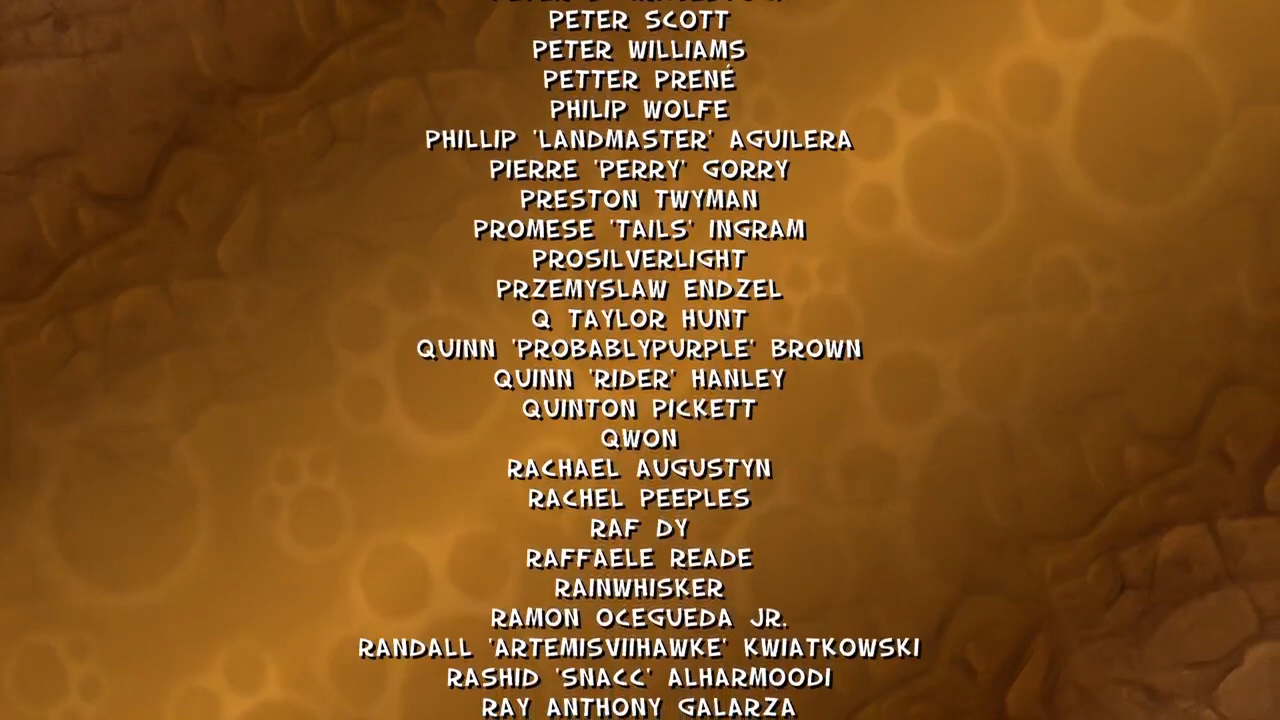 PETER SCOTT
PETER WILLIAMS
PETTER PRENÉ
PHILIP WOLFE
PHILLIP 'LANDMASTER' AGUILERA
PIERRE 'PERRY' GORRY
PRESTON TWYMAN
PROMESE 'TAILS' INGRAM
PROSILVERLIGHT
PRZEMYSLAW ENDZEL
Q TAYLOR HUNT
QUINN 'PROBABLYPURPLE' BROWN
QUINN 'RIDER' HANLEY
QUINTON PICKETT
QWON
RACHAEL AUGUSTYN
RACHEL PEEPLES
RAF DY
RAFFAELE READE
RAINWHISKER
RAMON OCEGUEDA JR.
RANDALL 'ARTEMISVIIHAWKE' KWIATKOWSKI
RASHID 'SNACC' ALHARMOODI
RAY ANTHONY GALARZA